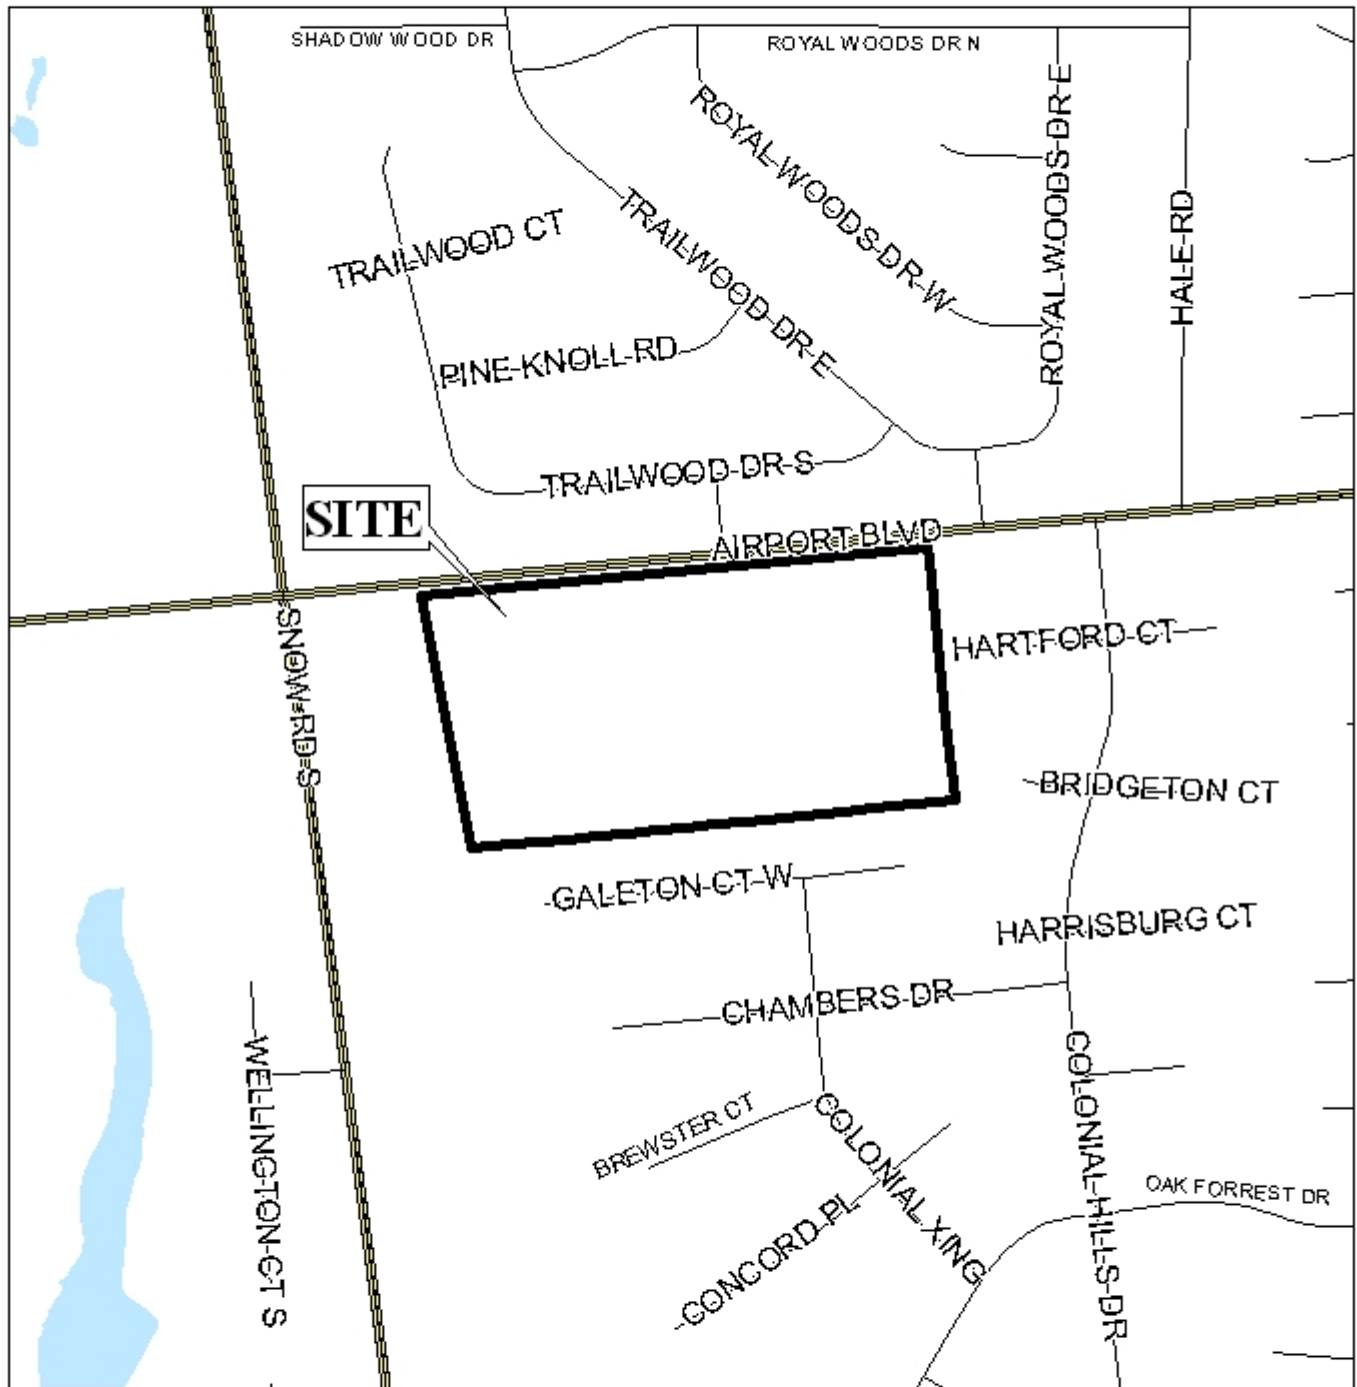 SHADOW WOOD DR
ROYAL WOODS DR N
ROYAL WOODS DR E
ROYAL WOODS DR W
HALE RD
TRAILWOOD CT
TRAILWOOD DR E
PINE KNOLL RD
TRAILWOOD DR S
SITE
AIRPORT BLVD
SNOW RD S
HARTFORD CT
BRIDGETON CT
GALETON CT W
HARRISBURG CT
CHAMBERS DR
WELLINGTON CT S
COLONIAL HILLS DR
BREWSTER CT
COLONIAL XING
CONCORD PL
OAK FORREST DR